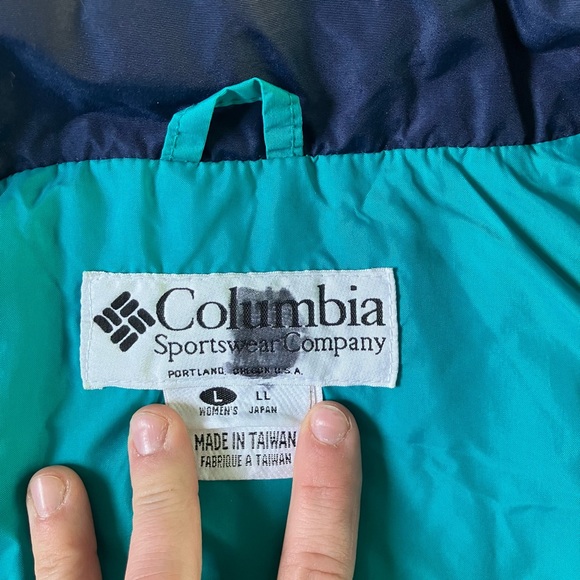 Columbia
Sportswear Company
PORTLAND, OREGON U.S.A.
L LL
WOMEN'S JAPAN
MADE IN TAIWAN
FABRIQUE A TAIWAN